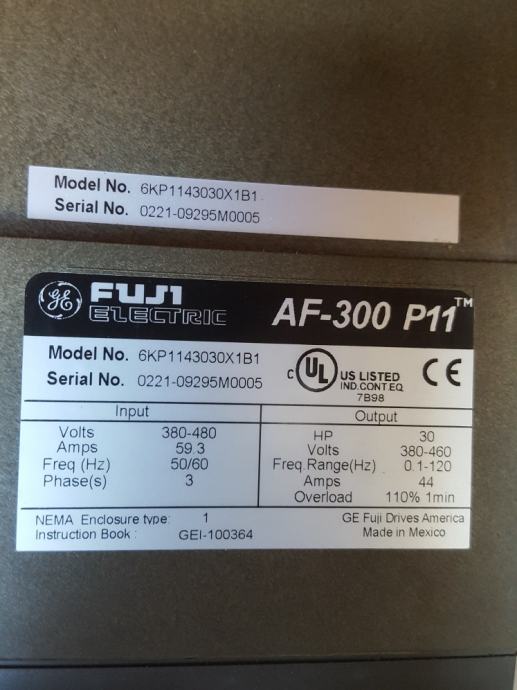 Model No. 6KP1143030X1B1
Serial No. 0221-09295M0005
GE FUJI ELECTRIC AF-300 P11™
Model No. 6KP1143030X1B1
Serial No. 0221-09295M0005
C UL US LISTED
IND.CONT.EQ.
7B98
CE
Input
Volts 380-480
Amps 59.3
Freq (Hz) 50/60
Phase(s) 3
Output
HP 30
Volts 380-460
Freq.Range(Hz) 0.1-120
Amps 44
Overload 110% 1min
NEMA Enclosure type: 1
Instruction Book : GEI-100364
GE Fuji Drives America
Made in Mexico